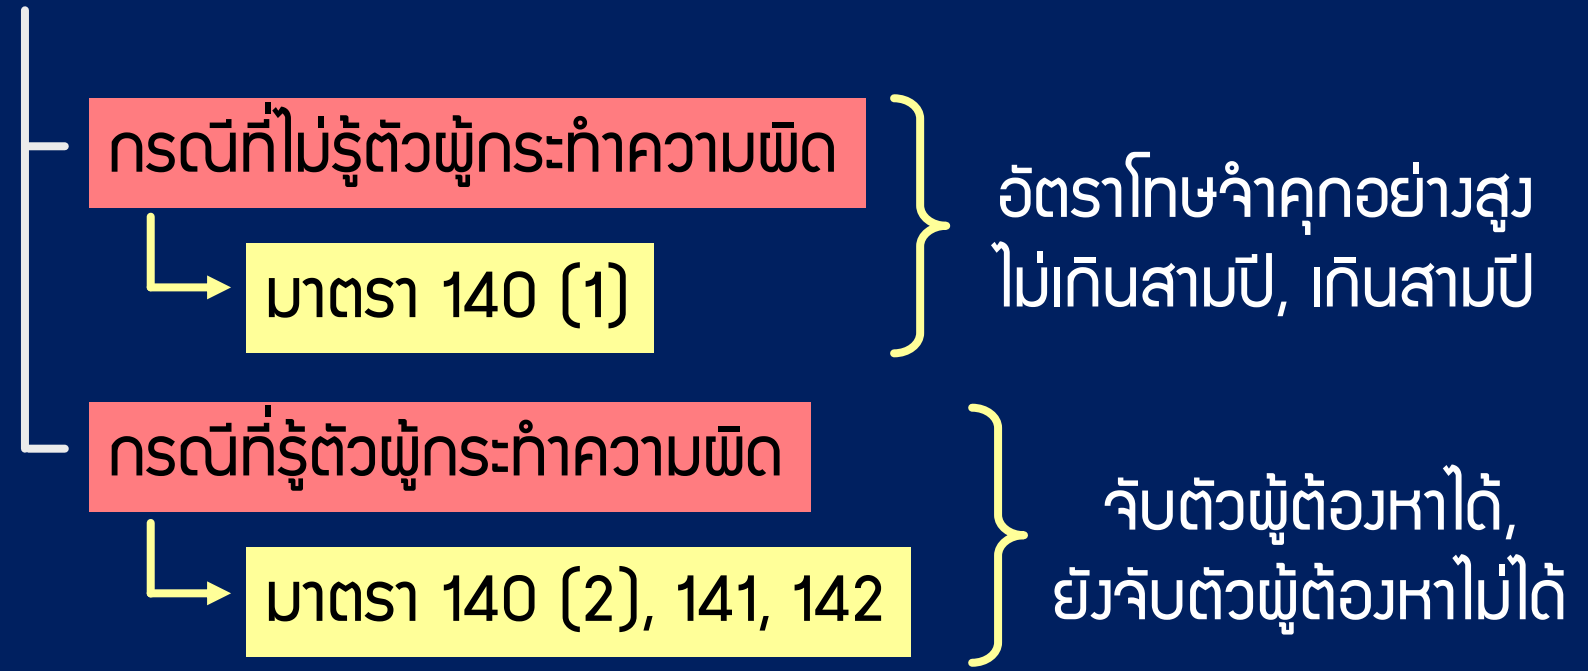 กรณีที่ไม่รู้ตัวผู้กระทำความผิด
มาตรา 140 (1)
อัตราโทษจำคุกอย่างสูง
ไม่เกินสามปี, เกินสามปี
กรณีที่รู้ตัวผู้กระทำความผิด
มาตรา 140 (2), 141, 142
จับตัวผู้ต้องหาได้,
ยังจับตัวผู้ต้องหาไม่ได้